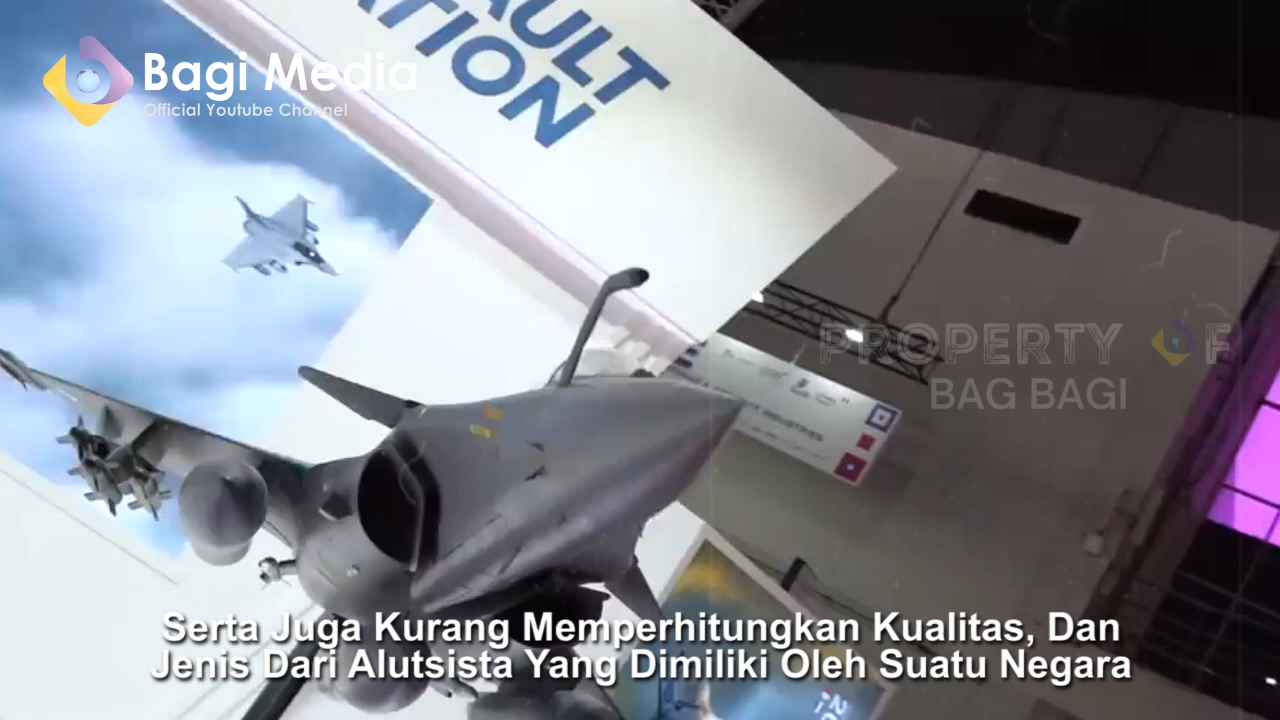 AULT
ATION
Bagi Media
Official Youtube Channel
PROPERTY OF
BAG BAGI
INDUSTRIES
Serta Juga Kurang Memperhitungkan Kualitas, Dan
Jenis Dari Alutsista Yang Dimiliki Oleh Suatu Negara